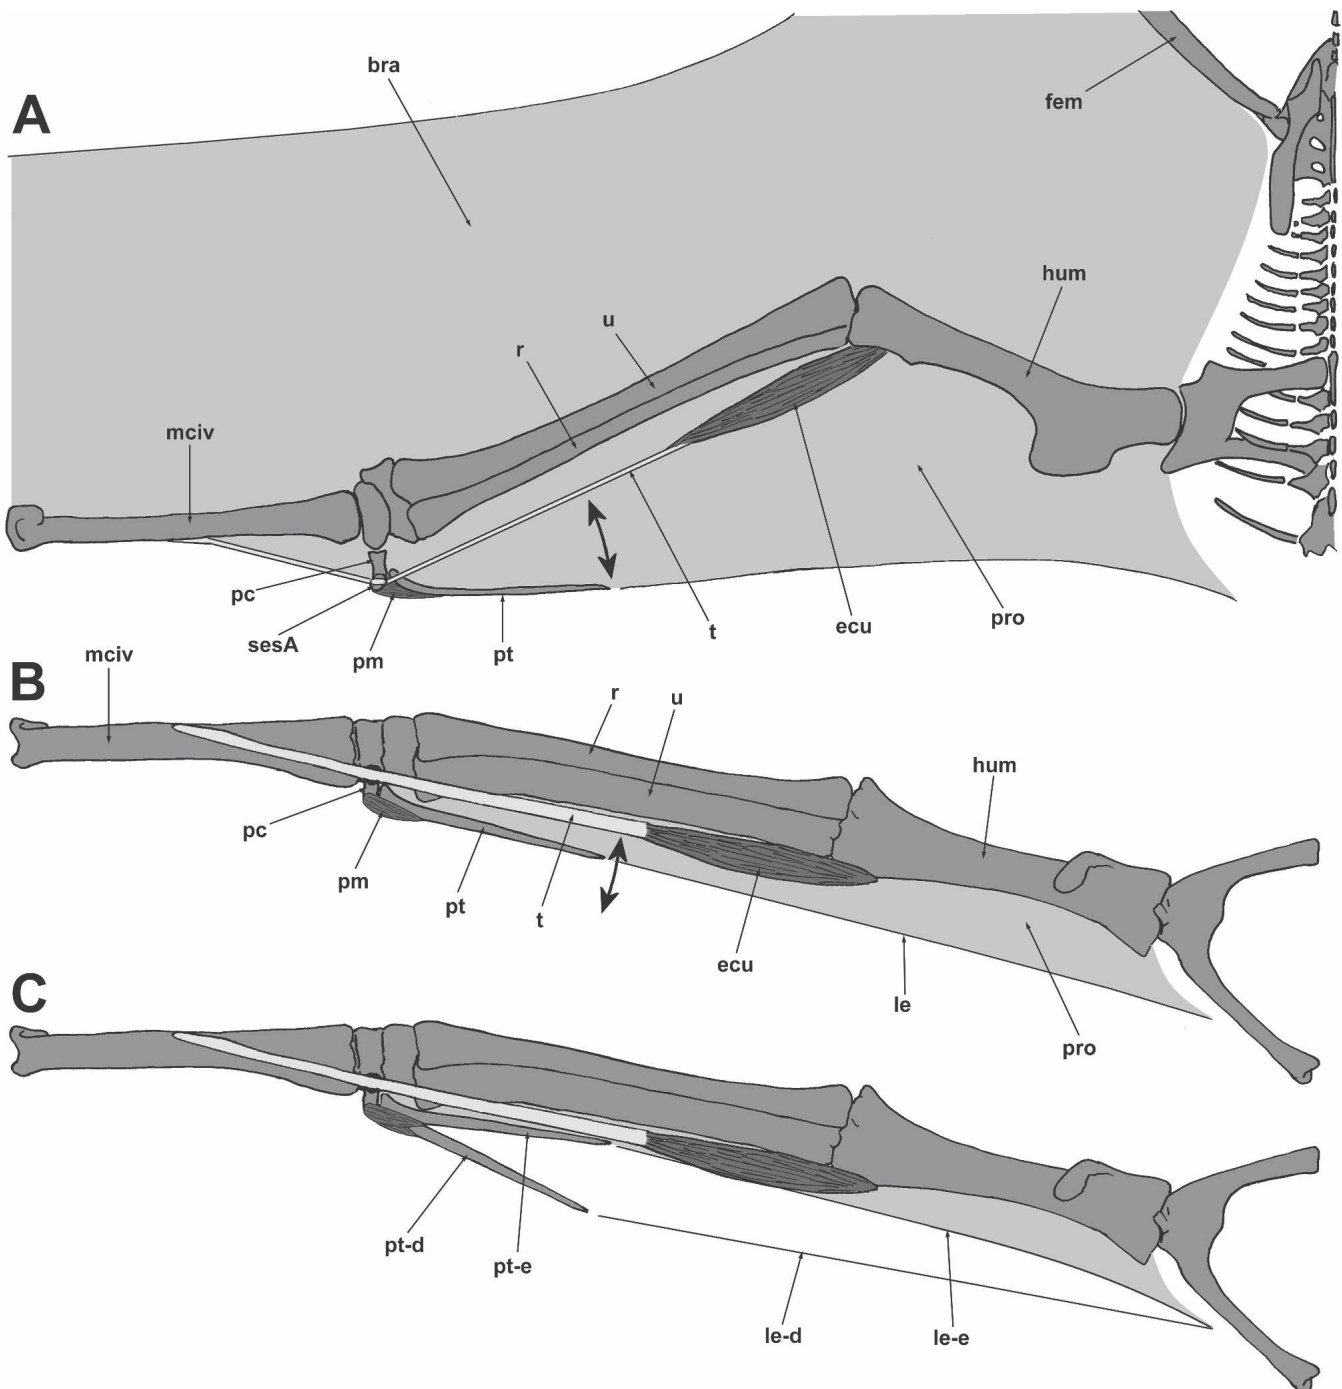 A
bra
fem
hum
u
r
mciv
pc
sesA
pm
pt
t
ecu
pro
B
mciv
r
u
hum
pc
pm
pt
t
ecu
le
pro
C
pt-d
pt-e
le-d
le-e